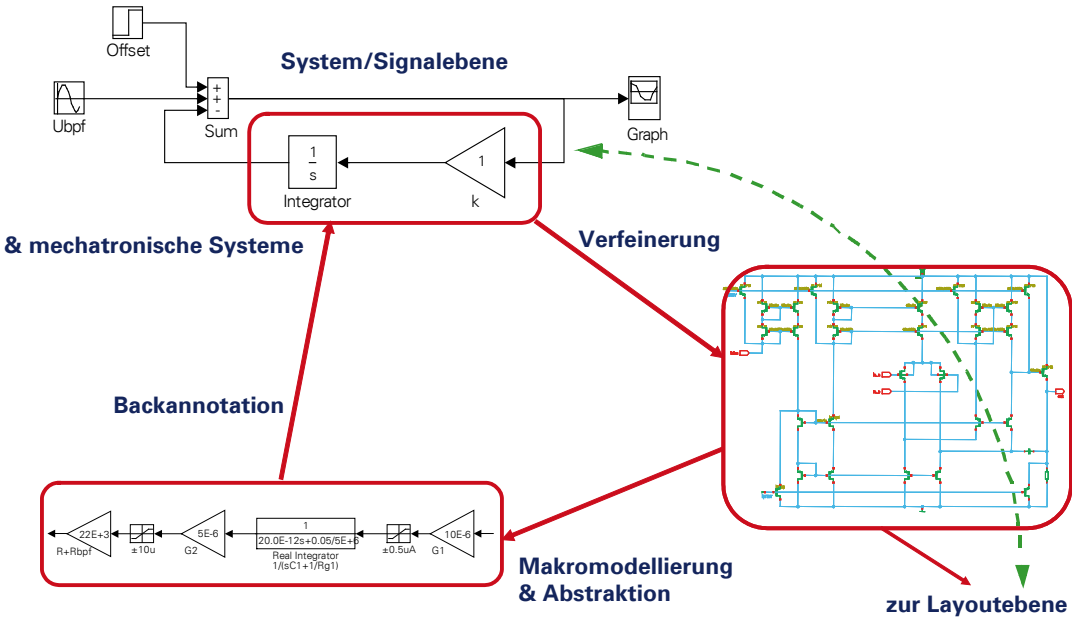 Offset
System/Signalebene
Ubpf
+
+
-
Sum
Graph
1
s
Integrator
1
k
& mechatronische Systeme
Verfeinerung
Backannotation
22E+3
R+Rbpf
±10u
5E-6
G2
1
20.0E-12s+0.05/5E+6
Real Integrator
1/(sC1+1/Rg1)
±0.5uA
10E-6
G1
Makromodellierung
& Abstraktion
zur Layoutebene